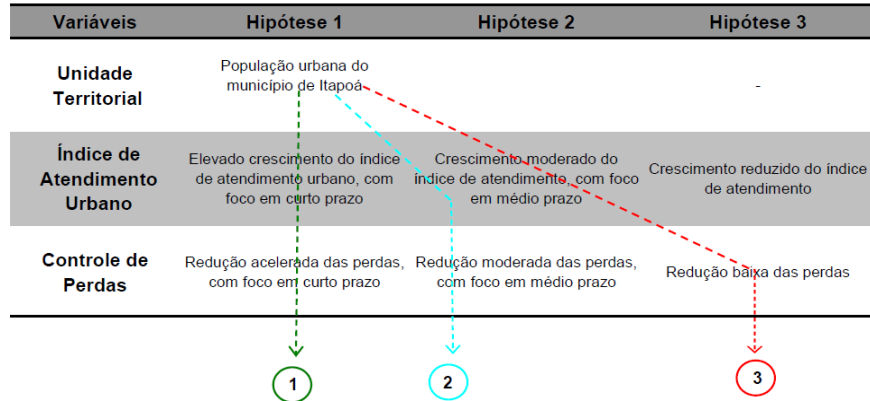 Variáveis Hipótese 1 Hipótese 2 Hipótese 3
Unidade
Territorial
População urbana do
município de Itapoá
-
Índice de
Atendimento
Urbano
Elevado crescimento do índice
de atendimento urbano, com
foco em curto prazo
Crescimento moderado do
índice de atendimento, com foco
em médio prazo
Crescimento reduzido do índice
de atendimento
Controle de
Perdas
Redução acelerada das perdas,
com foco em curto prazo
Redução moderada das perdas,
com foco em médio prazo
Redução baixa das perdas
1
2
3